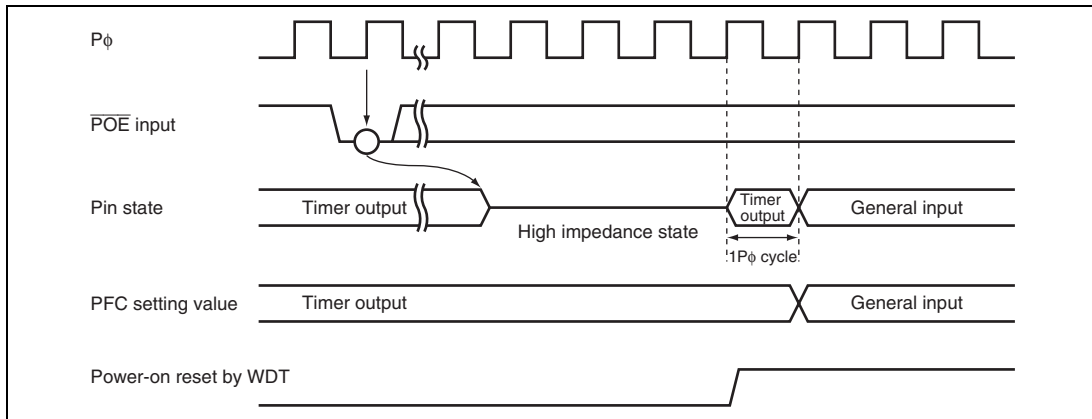 Pϕ
POE input
Pin state
Timer output
High impedance state
Timer
output
General input
1Pϕ cycle
PFC setting value
Timer output
General input
Power-on reset by WDT